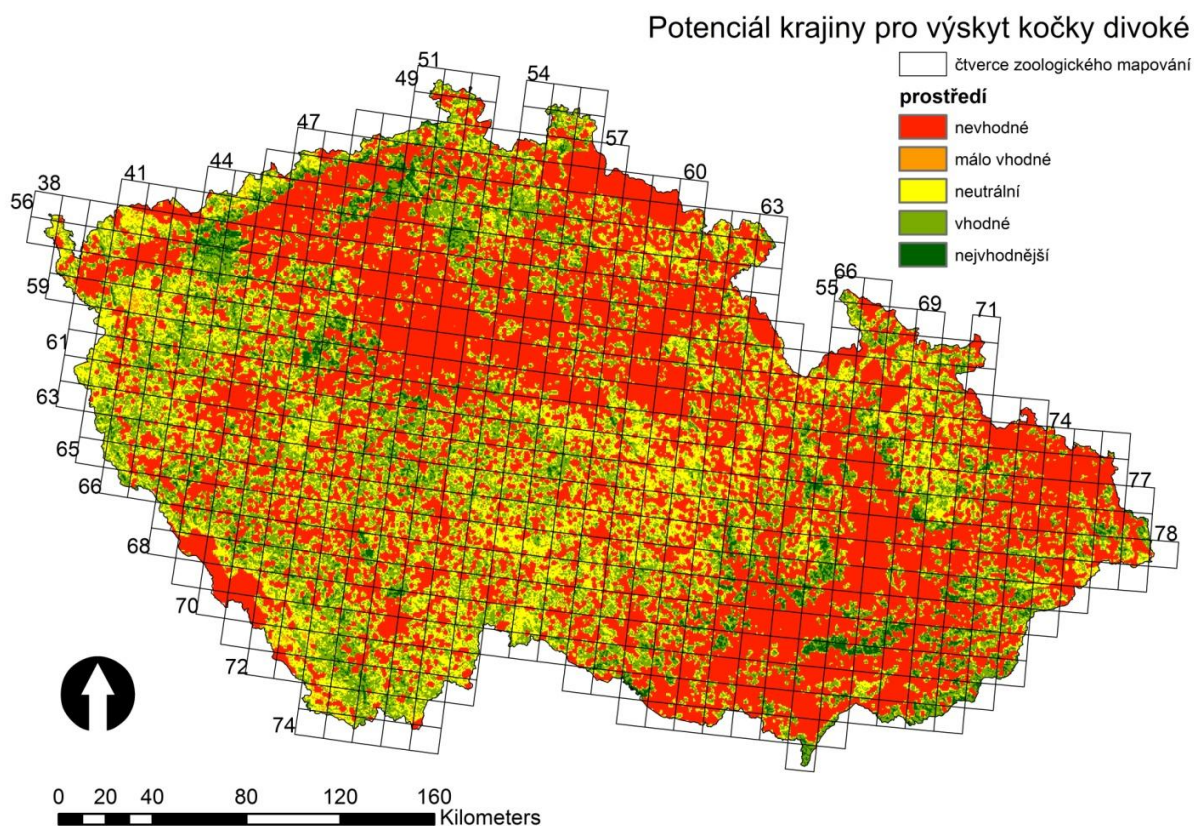 Potenciál krajiny pro výskyt kočky divoké
čtverce zoologického mapování
prostředí
nevhodné
málo vhodné
neutrální
vhodné
nejvhodnější
51
49
54
47
57
44
60
41
38
63
56
59
66
55
69
71
61
63
74
65
77
66
78
68
70
72
74
0 20 40 80 120 160
Kilometers